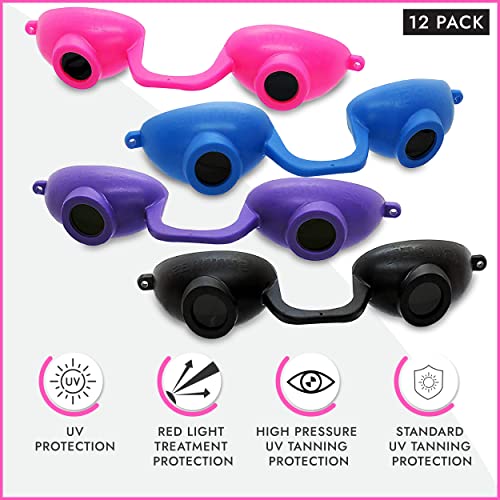 12 PACK
UV
UV
PROTECTION
RED LIGHT
TREATMENT
PROTECTION
HIGH PRESSURE
UV TANNING
PROTECTION
STANDARD
UV TANNING
PROTECTION